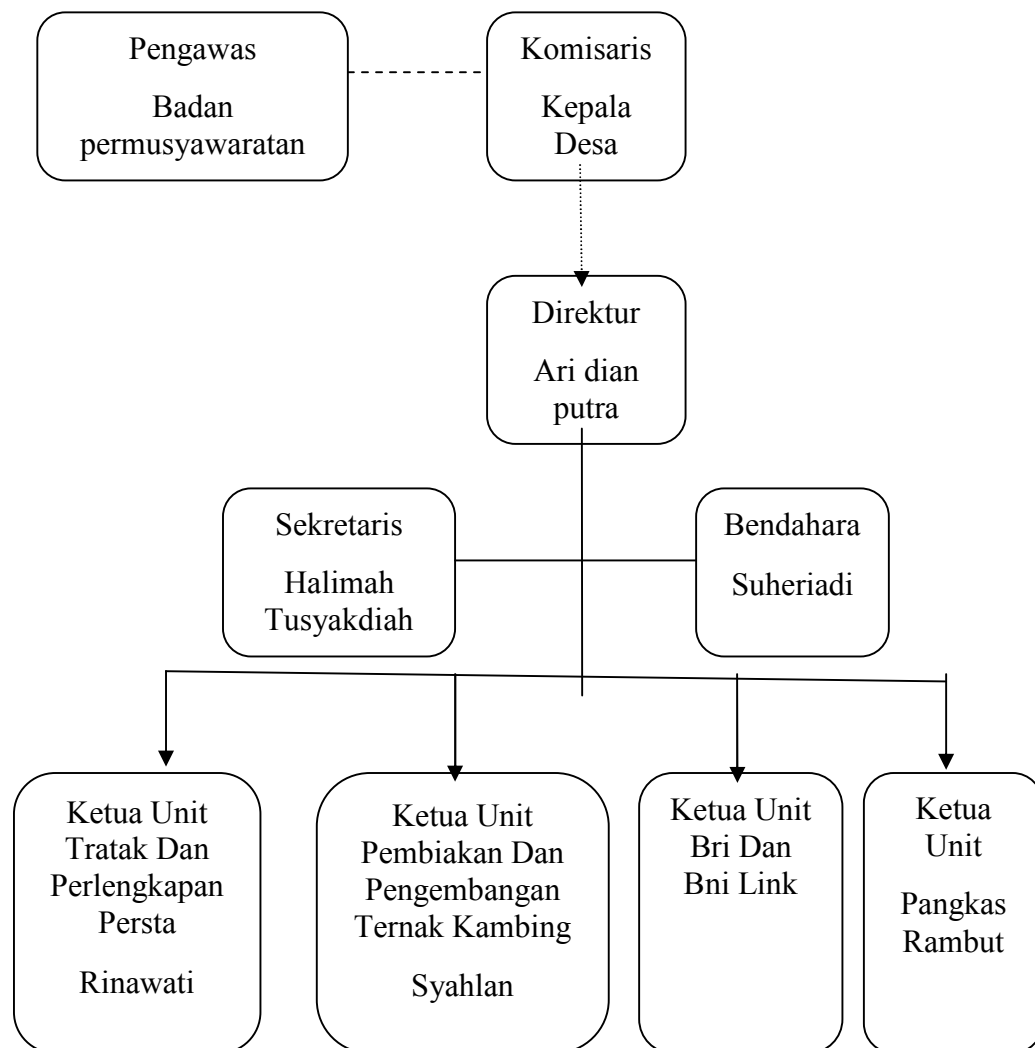 Pengawas
Badan
permusyawaratan
Komisaris
Kepala
Desa
Direktur
Ari dian
putra
Sekretaris
Halimah
Tusyakdiah
Bendahara
Suheriadi
Ketua Unit
Tratak Dan
Perlengkapan
Persta
Rinawati
Ketua Unit
Pembiakan Dan
Pengembangan
Ternak Kambing
Syahlan
Ketua Unit
Bri Dan
Bni Link
Ketua
Unit
Pangkas
Rambut